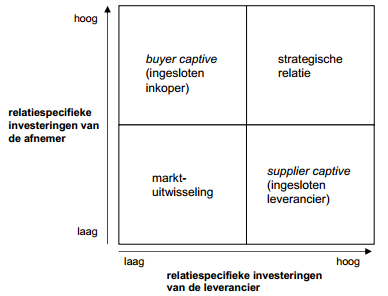 hoog
buyer captive
(ingesloten
inkoper)
strategische
relatie
relatiespecifieke
investeringen van
de afnemer
markt-
uitwisseling
supplier captive
(ingesloten
leverancier)
laag
laag
hoog
relatiespecifieke investeringen
van de leverancier